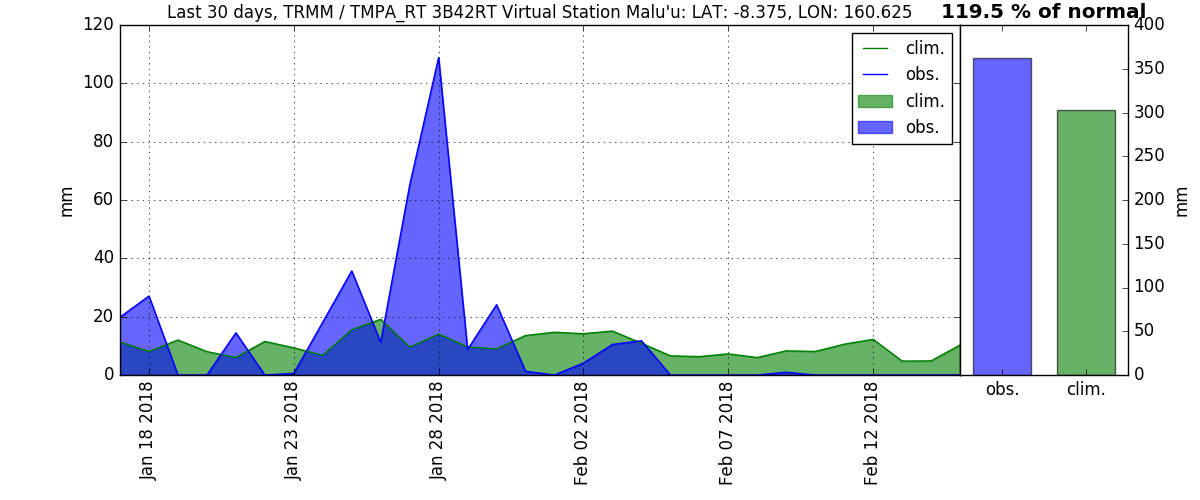 Last 30 days, TRMM / TMPA_RT 3B42RT Virtual Station Malu'u: LAT: -8.375, LON: 160.625
119.5 % of normal
120
100
80
60
40
20
0
mm
clim.
obs.
clim.
obs.
Jan 18 2018
Jan 23 2018
Jan 28 2018
Feb 02 2018
Feb 07 2018
Feb 12 2018
400
350
300
250
200
150
100
50
0
mm
obs.
clim.